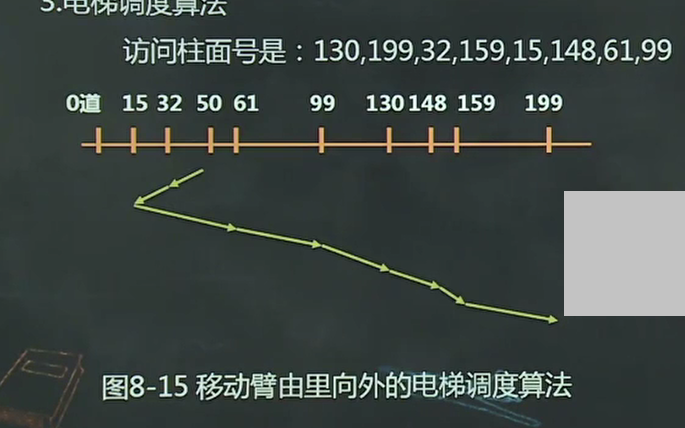 3.电梯调度算法
访问柱面号是：130,199,32,159,15,148,61,99
0道 15 32 50 61 99 130 148 159 199
图8-15 移动臂由里向外的电梯调度算法